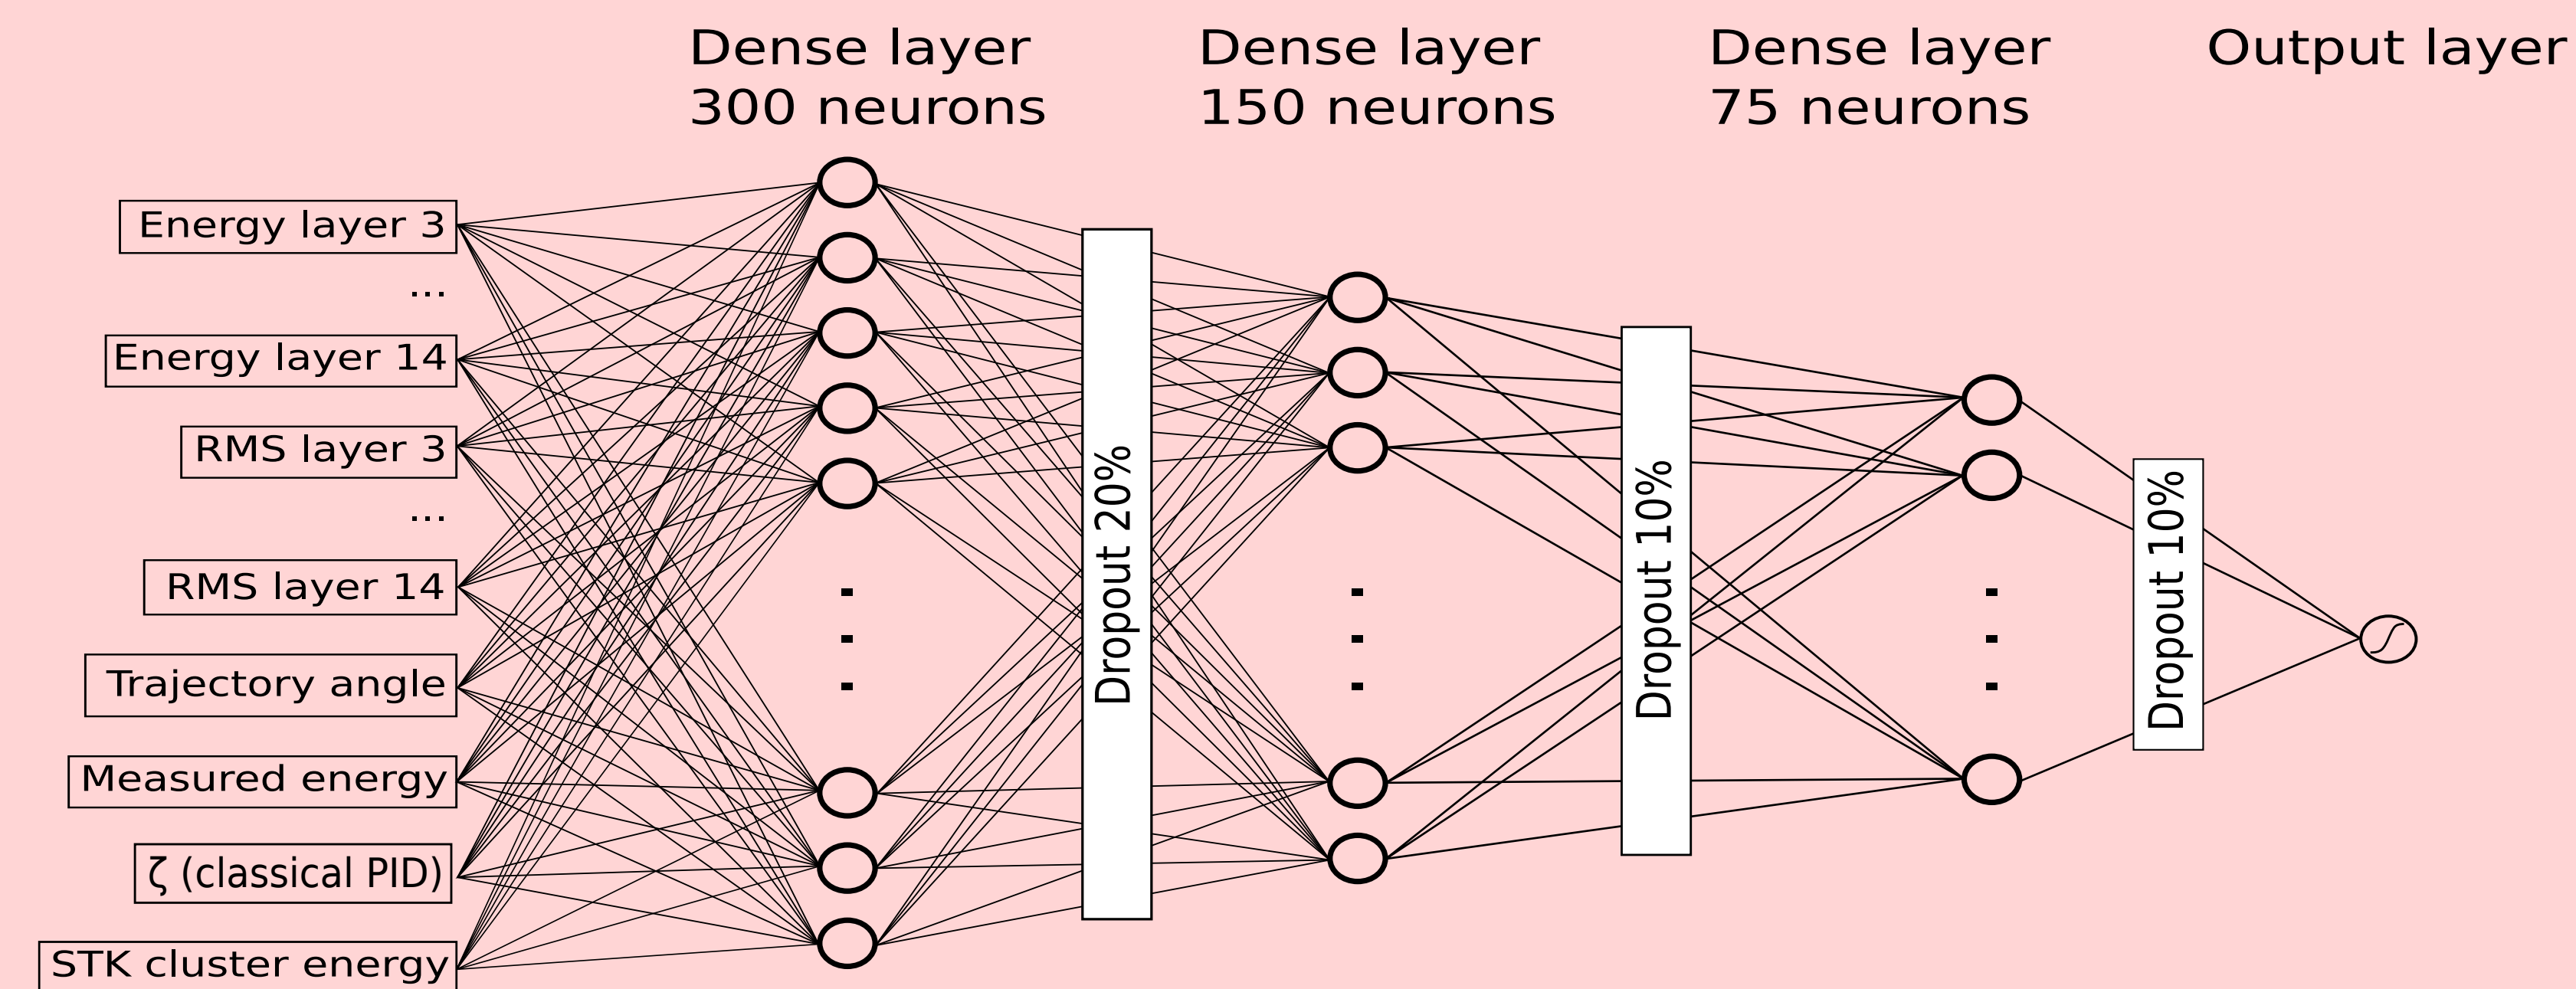 Dense layer
300 neurons
Dense layer
150 neurons
Dense layer
75 neurons
Output layer
Energy layer 3
...
Energy layer 14
RMS layer 3
...
RMS layer 14
Trajectory angle
Measured energy
ζ (classical PID)
STK cluster energy
Dropout 20%
Dropout 10%
Dropout 10%